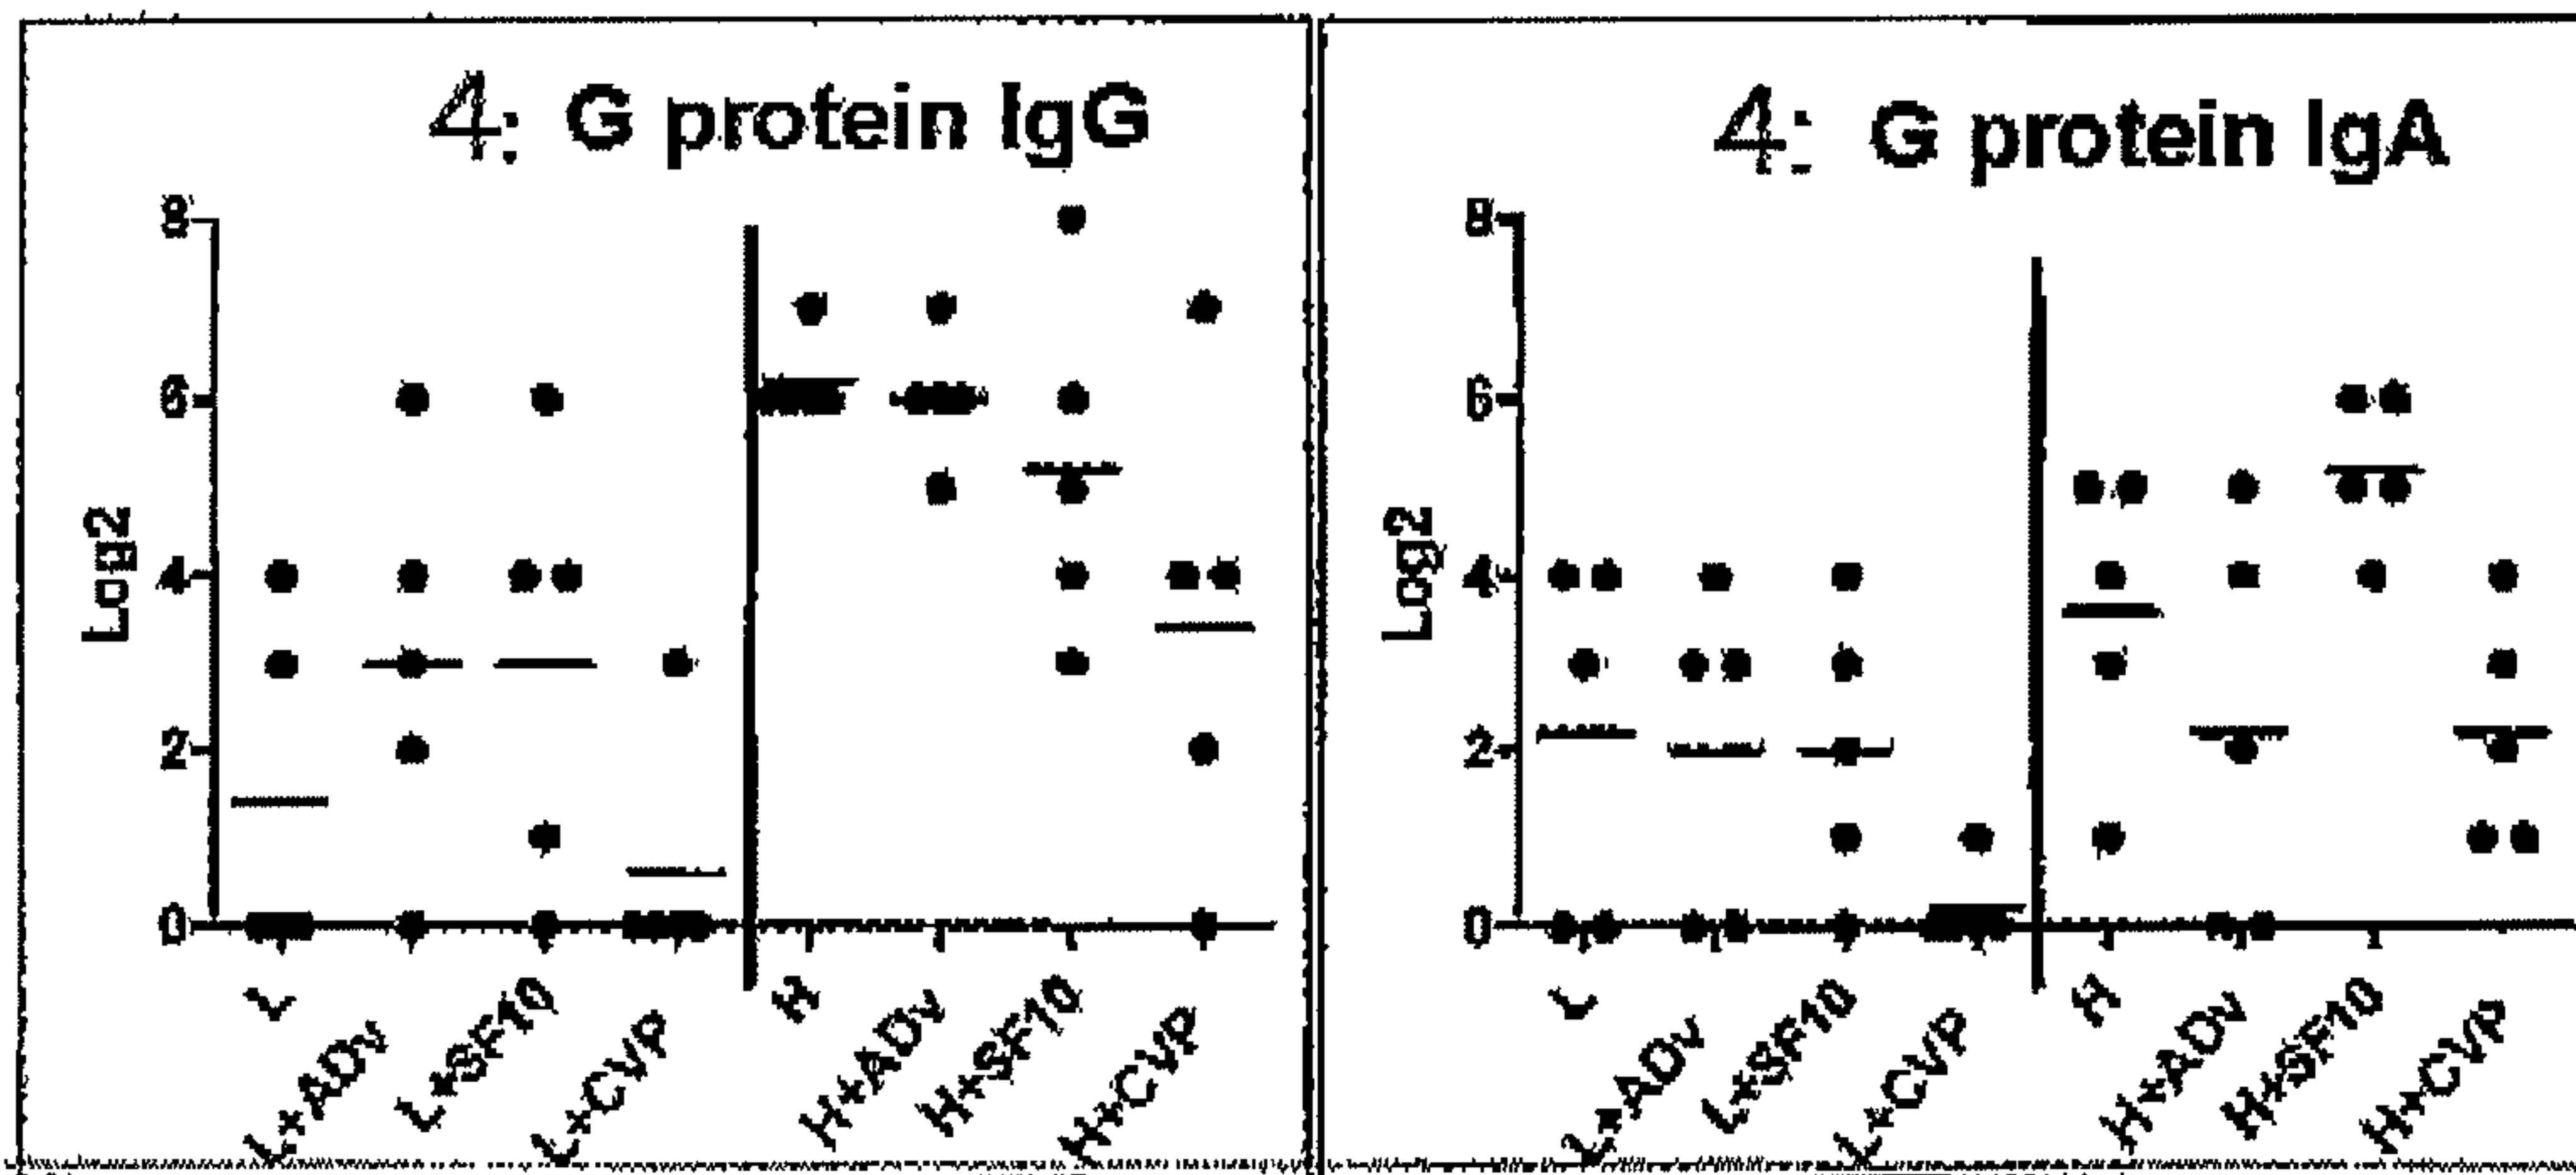 4: G protein IgG
8
6
4
2
0
Log2
L
L+ADV
L+SF10
L+CVP
H
H+ADV
H+SF10
H+CVP
4: G protein IgA
8
6
4
2
0
Log2
L
L+ADV
L+SF10
L+CVP
H
H+ADV
H+SF10
H+CVP